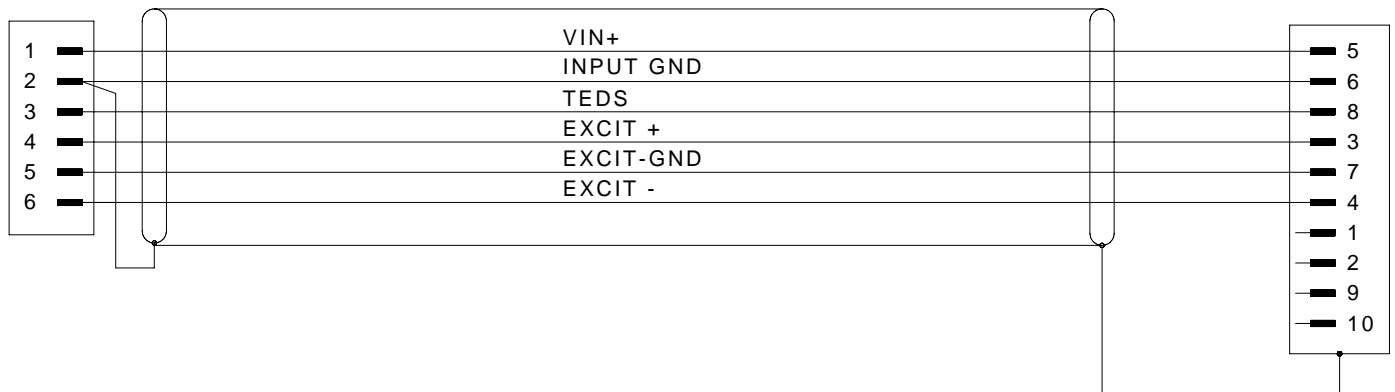 1 VIN+ 5
2 INPUT GND 6
3 TEDS 8
4 EXCIT + 3
5 EXCIT-GND 7
6 EXCIT - 4
1
2
9
10